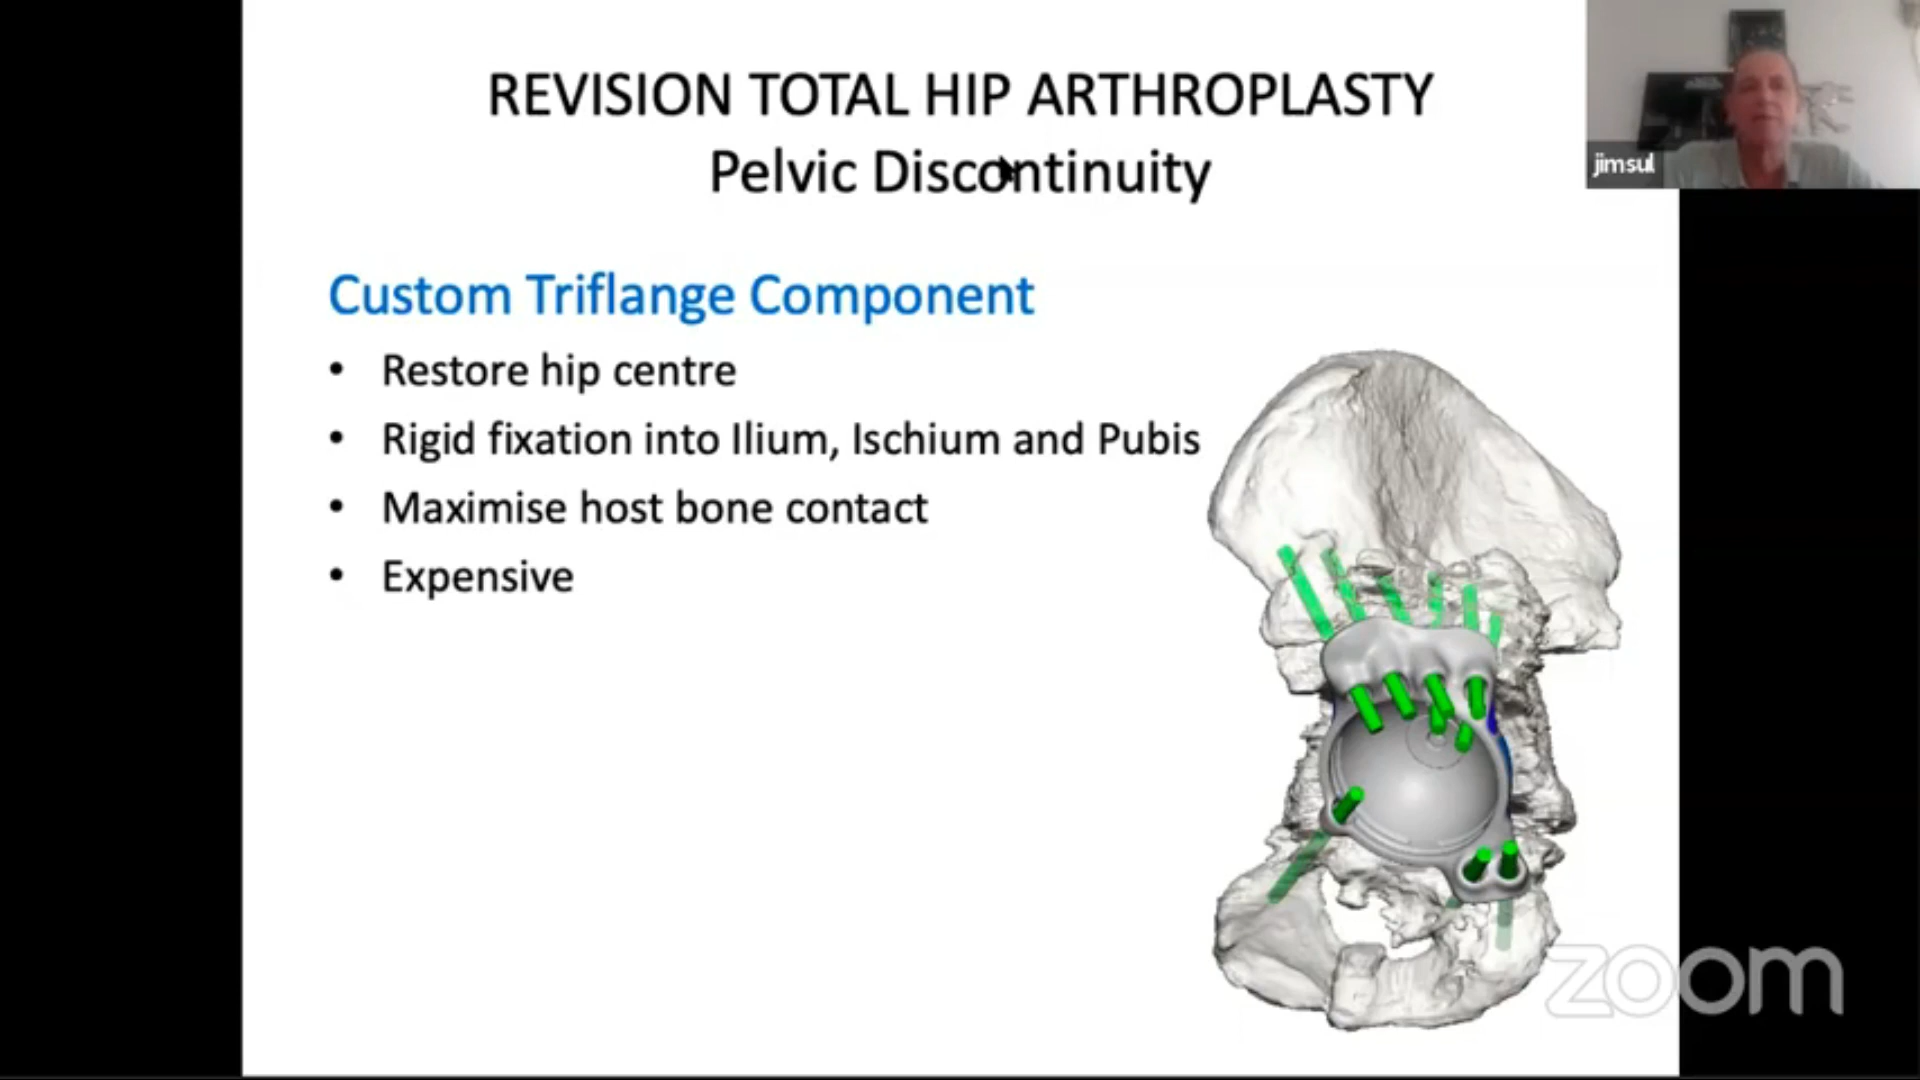 REVISION TOTAL HIP ARTHROPLASTY
Pelvic Discontinuity
jimsul
Custom Triflange Component
• Restore hip centre
• Rigid fixation into Ilium, Ischium and Pubis
• Maximise host bone contact
• Expensive
zoom